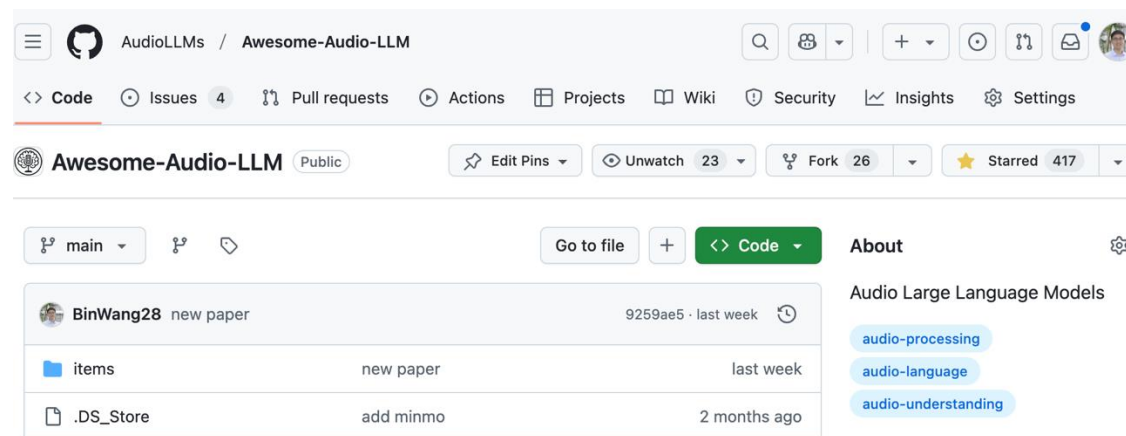 AudioLLMs / Awesome-Audio-LLM
Code Issues 4 Pull requests Actions Projects Wiki Security Insights Settings
Awesome-Audio-LLM Public Edit Pins Unwatch 23 Fork 26 Starred 417
main Go to file + Code About
Audio Large Language Models
BinWang28 new paper 9259ae5 · last week
audio-processing
items new paper last week
audio-language
audio-understanding
.DS_Store add minmo 2 months ago